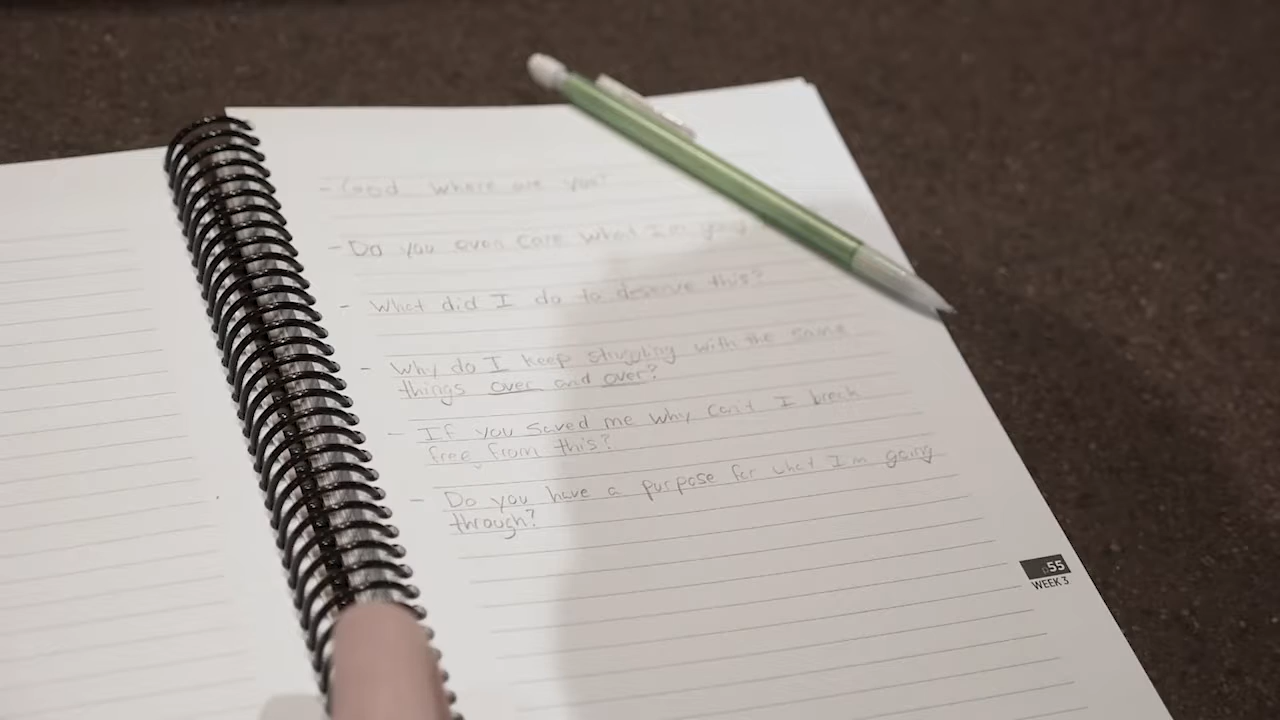 - God where are you?
- Do you even care what I'm going
- What did I do to deserve this?
- Why do I keep struggling with the same
things over and over?
- If you saved me why can't I break
free from this?
- Do you have a purpose for what I'm going
through?
p55
WEEK 3